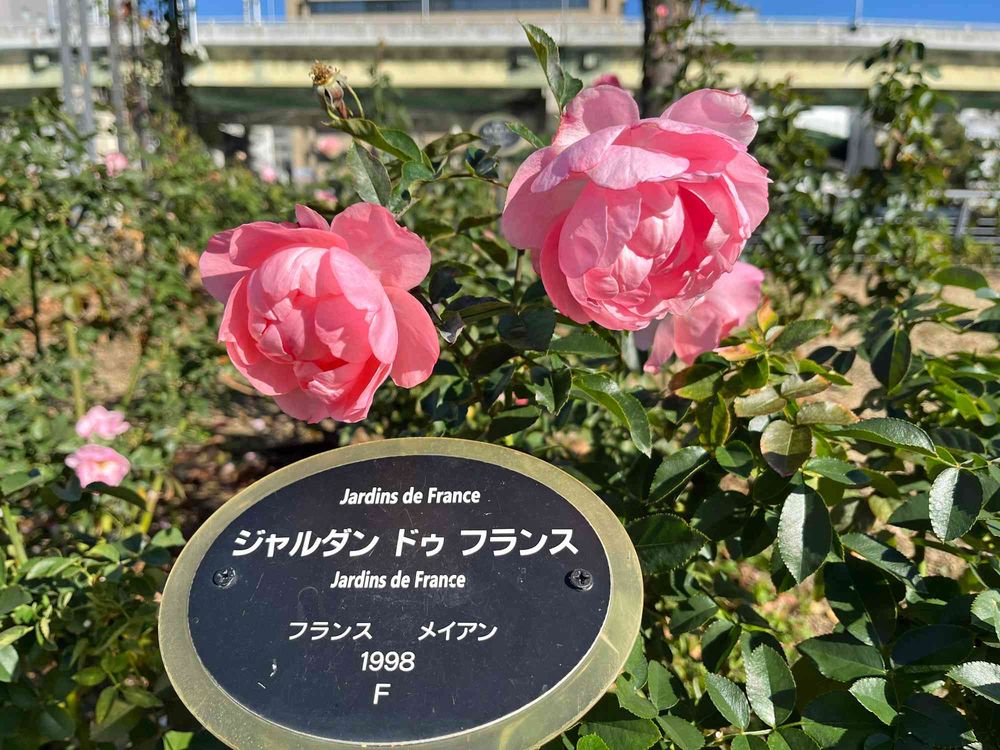 Jardins de France
ジャルダン ドゥ フランス
Jardins de France
フランス メイアン
1998
F